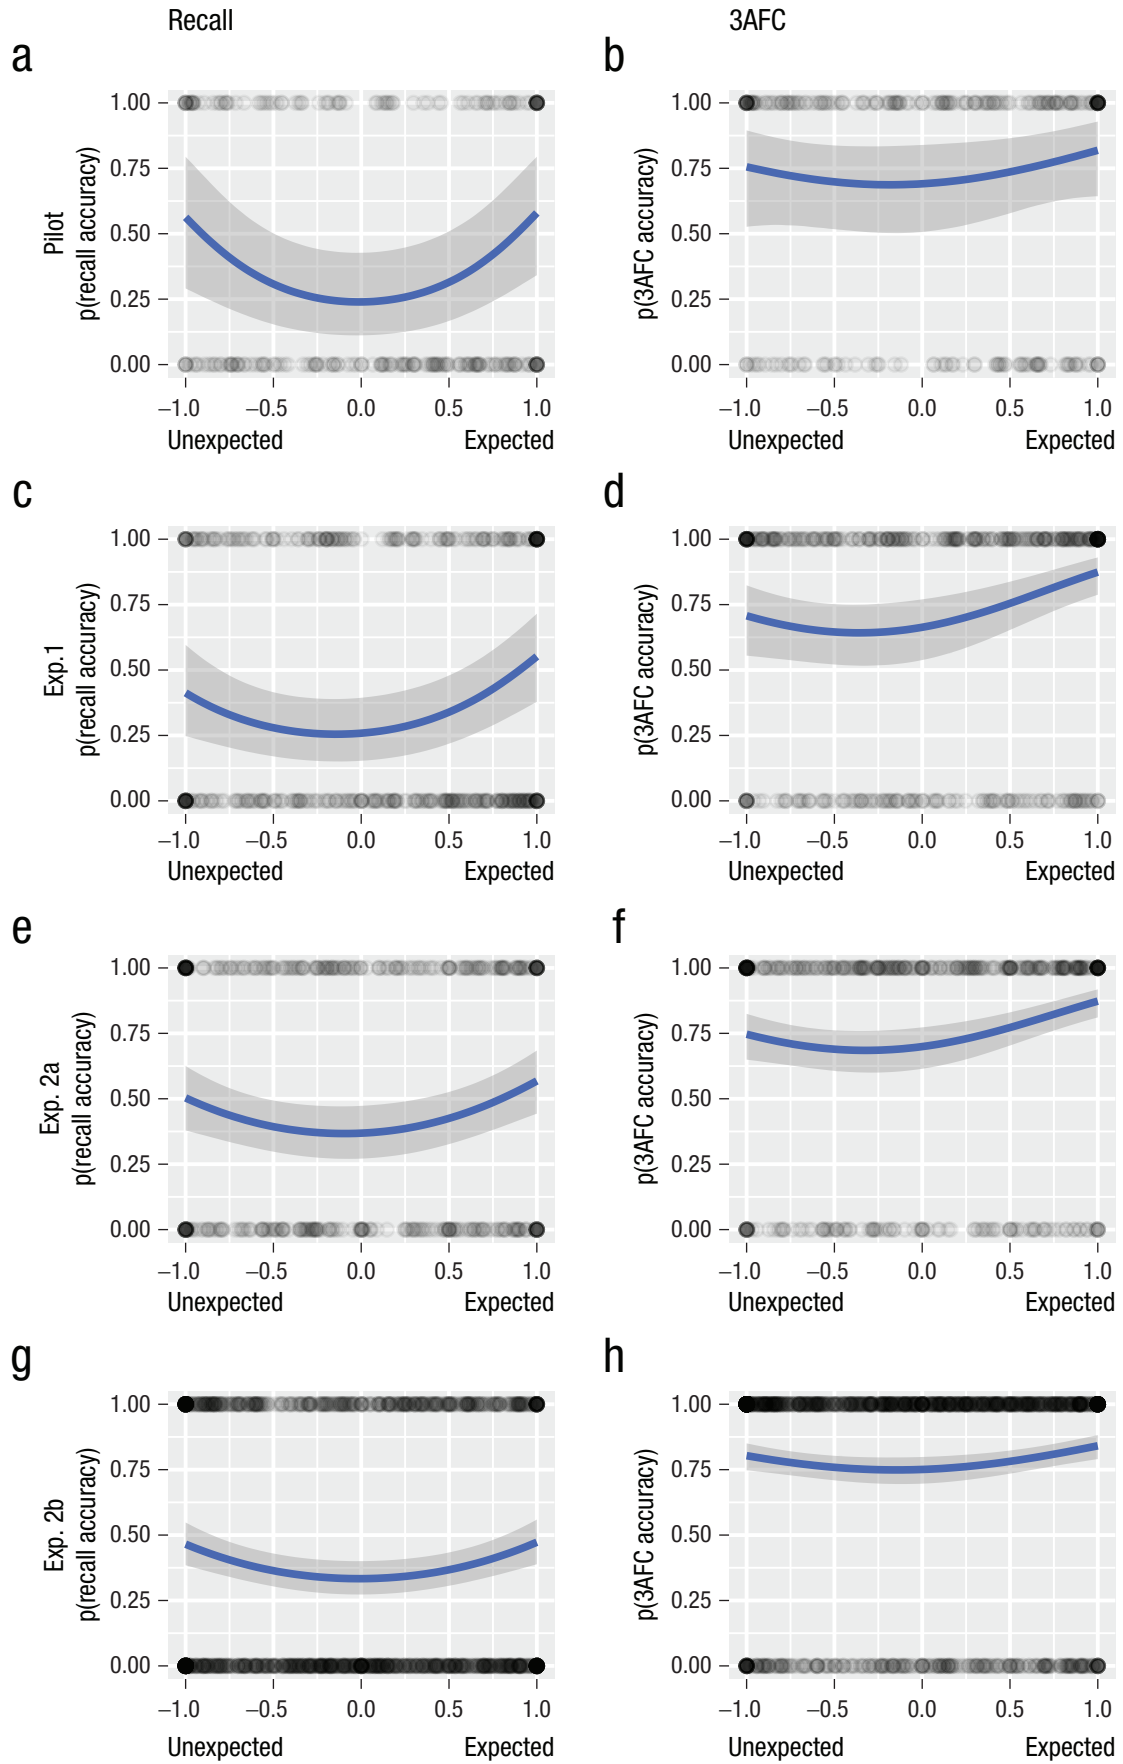 Recall
3AFC
a
Pilot
p(recall accuracy)
1.00
0.75
0.50
0.25
0.00
–1.0 –0.5 0.0 0.5 1.0
Unexpected Expected
b
p(3AFC accuracy)
1.00
0.75
0.50
0.25
0.00
–1.0 –0.5 0.0 0.5 1.0
Unexpected Expected
c
Exp.1
p(recall accuracy)
1.00
0.75
0.50
0.25
0.00
–1.0 –0.5 0.0 0.5 1.0
Unexpected Expected
d
p(3AFC accuracy)
1.00
0.75
0.50
0.25
0.00
–1.0 –0.5 0.0 0.5 1.0
Unexpected Expected
e
Exp. 2a
p(recall accuracy)
1.00
0.75
0.50
0.25
0.00
–1.0 –0.5 0.0 0.5 1.0
Unexpected Expected
f
p(3AFC accuracy)
1.00
0.75
0.50
0.25
0.00
–1.0 –0.5 0.0 0.5 1.0
Unexpected Expected
g
Exp. 2b
p(recall accuracy)
1.00
0.75
0.50
0.25
0.00
–1.0 –0.5 0.0 0.5 1.0
Unexpected Expected
h
p(3AFC accuracy)
1.00
0.75
0.50
0.25
0.00
–1.0 –0.5 0.0 0.5 1.0
Unexpected Expected